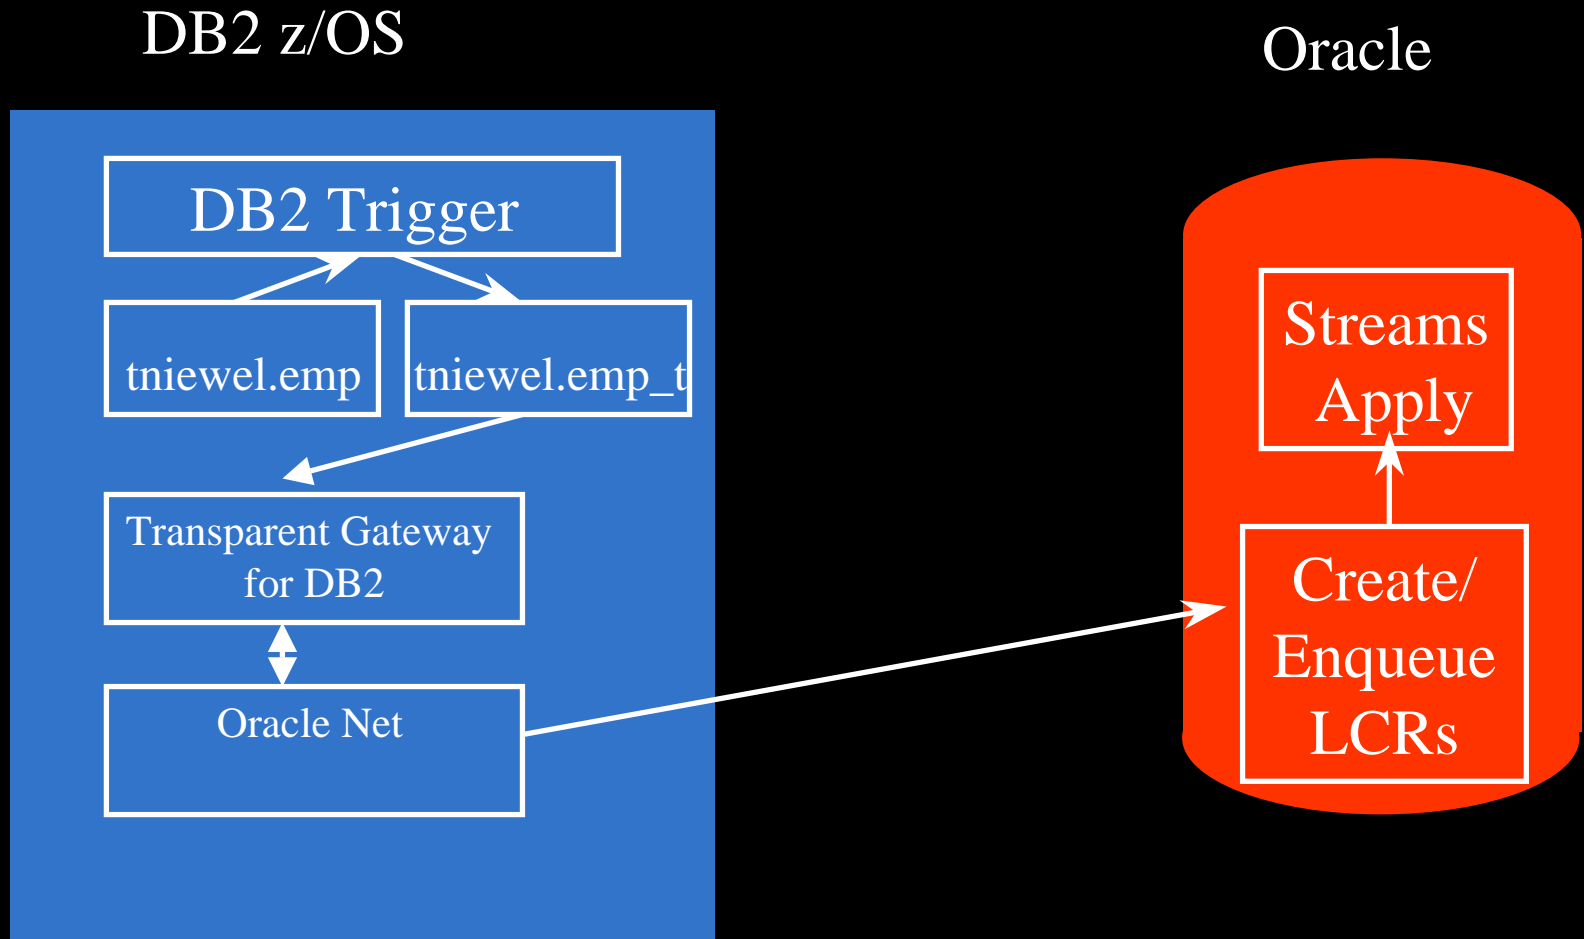 DB2 z/OS
Oracle
DB2 Trigger
tniewel.emp
tniewel.emp_t
Transparent Gateway
for DB2
Oracle Net
Streams
Apply
Create/
Enqueue
LCRs